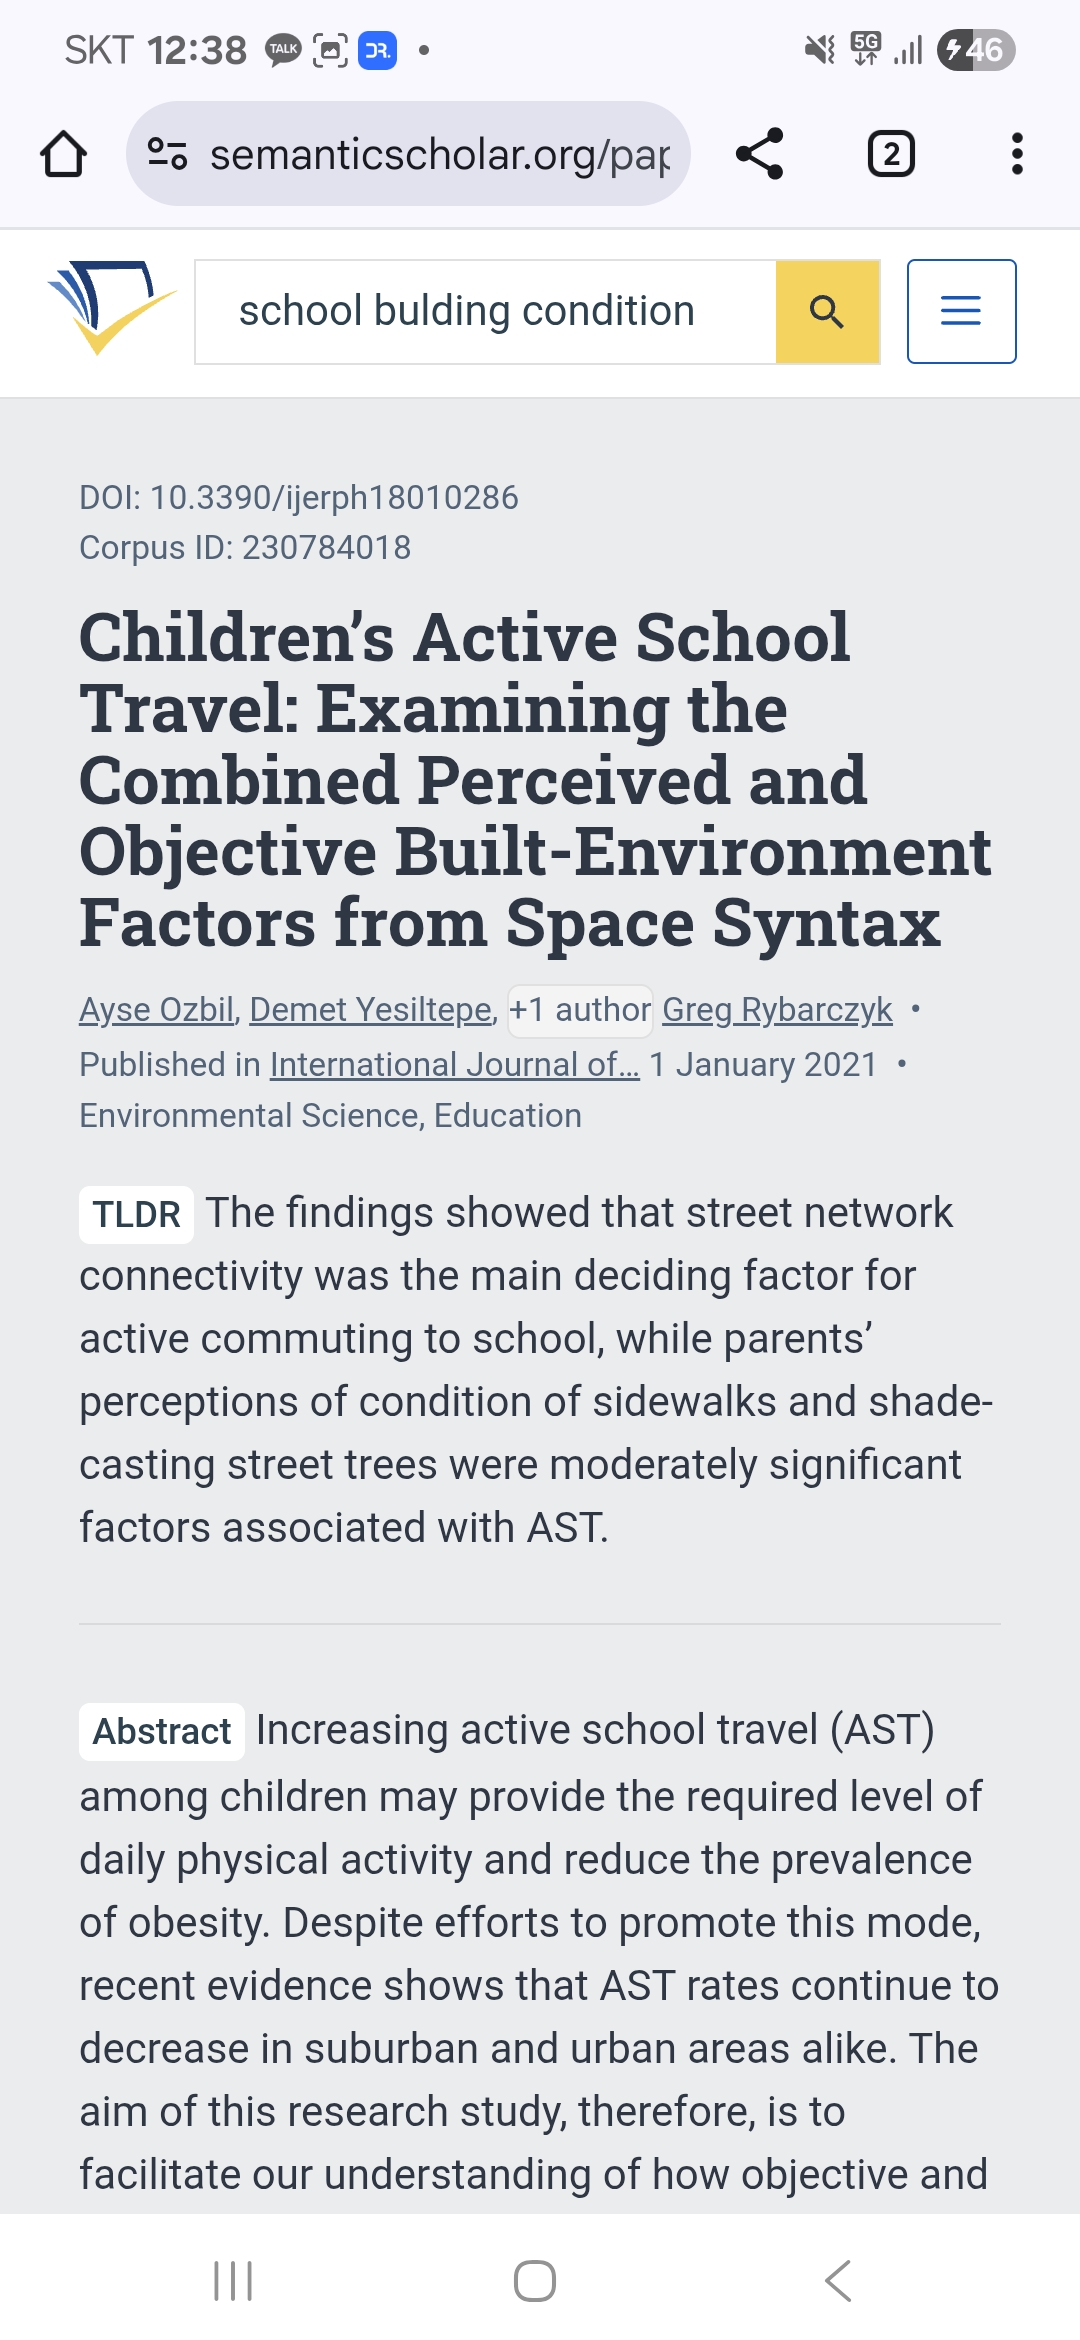 SKT 12:38 TALK DR. 5G 46
semanticscholar.org/pap
2
school bulding condition
DOI: 10.3390/ijerph18010286
Corpus ID: 230784018
Children’s Active School
Travel: Examining the
Combined Perceived and
Objective Built-Environment
Factors from Space Syntax
Ayse Ozbil, Demet Yesiltepe, +1 author Greg Rybarczyk •
Published in International Journal of… 1 January 2021 •
Environmental Science, Education
TLDR The findings showed that street network
connectivity was the main deciding factor for
active commuting to school, while parents’
perceptions of condition of sidewalks and shade-
casting street trees were moderately significant
factors associated with AST.
Abstract Increasing active school travel (AST)
among children may provide the required level of
daily physical activity and reduce the prevalence
of obesity. Despite efforts to promote this mode,
recent evidence shows that AST rates continue to
decrease in suburban and urban areas alike. The
aim of this research study, therefore, is to
facilitate our understanding of how objective and